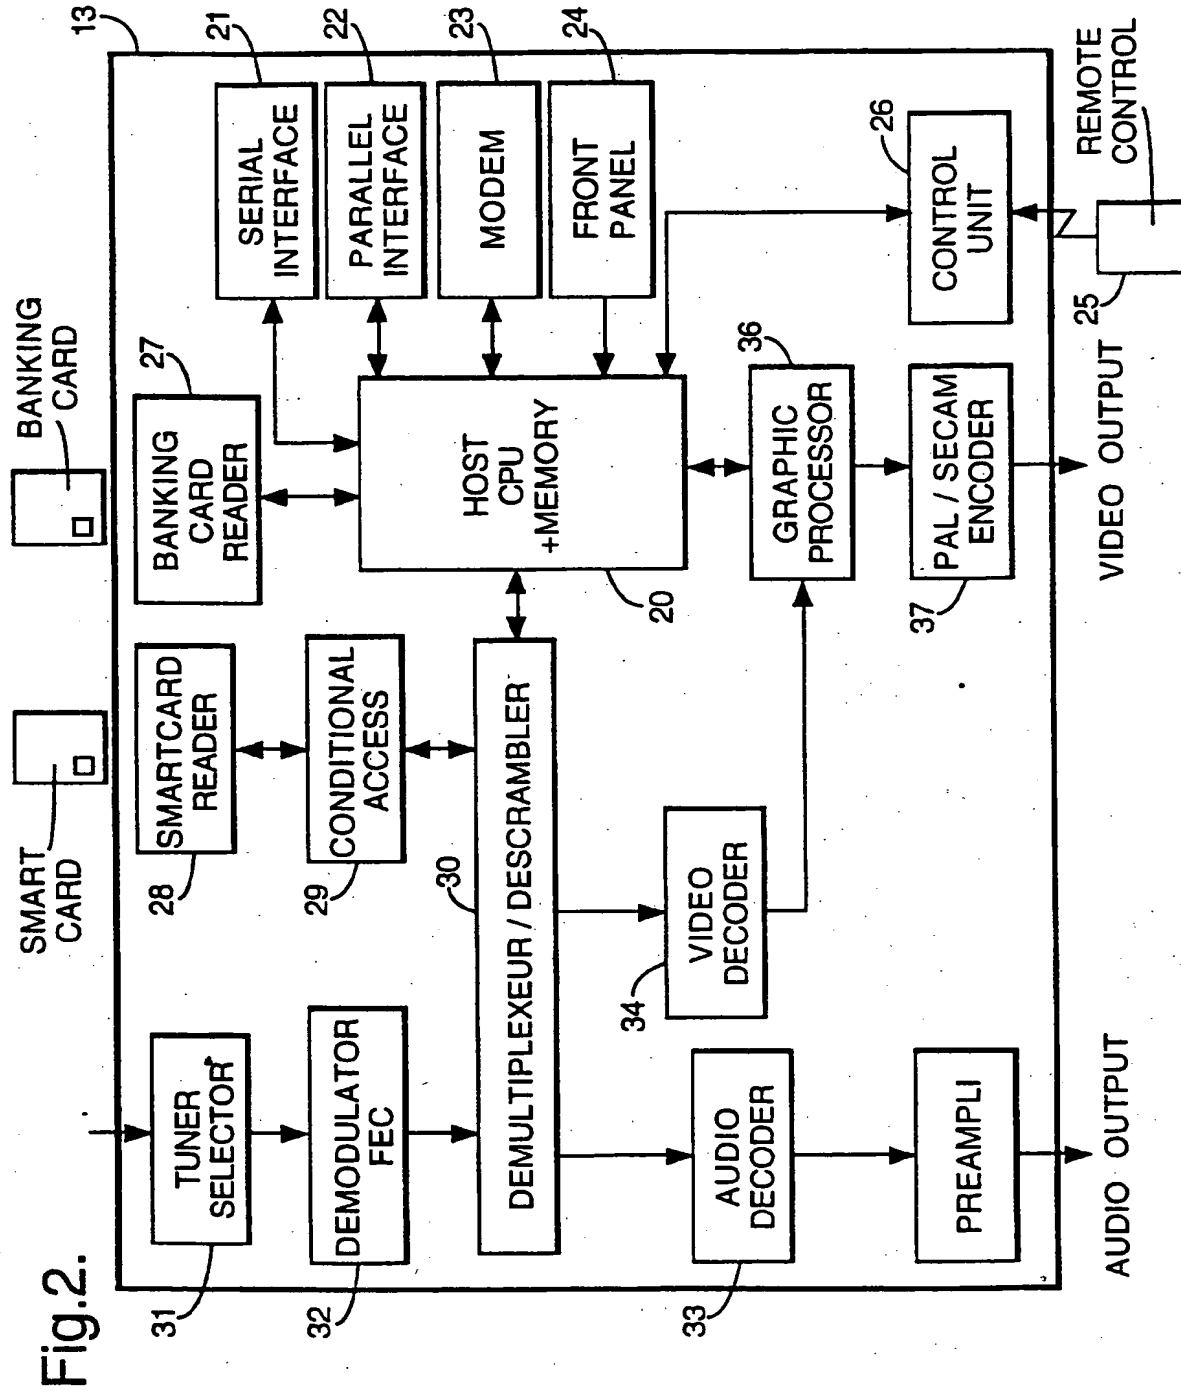 Fig.2.
SMART
CARD
BANKING
CARD
13
31
TUNER
SELECTOR
32
DEMODULATOR
FEC
28
SMARTCARD
READER
29
CONDITIONAL
ACCESS
27
BANKING
CARD
READER
21
SERIAL
INTERFACE
22
PARALLEL
INTERFACE
23
MODEM
24
FRONT
PANEL
30
DEMULTIPLEXEUR / DESCRAMBLER
HOST
CPU
+MEMORY
20
33
AUDIO
DECODER
34
VIDEO
DECODER
36
GRAPHIC
PROCESSOR
26
CONTROL
UNIT
PREAMPLI
37
PAL / SECAM
ENCODER
25
REMOTE
CONTROL
AUDIO OUTPUT
VIDEO OUTPUT